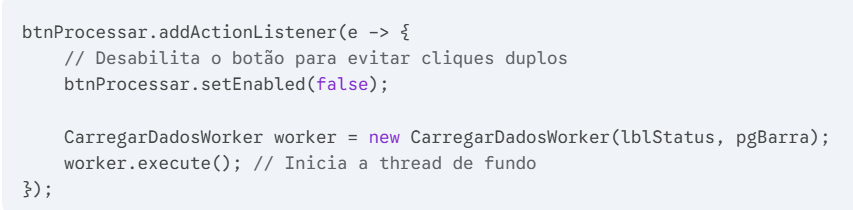 btnProcessar.addActionListener(e -> {
    // Desabilita o botão para evitar cliques duplos
    btnProcessar.setEnabled(false);

    CarregarDadosWorker worker = new CarregarDadosWorker(lblStatus, pgBarra);
    worker.execute(); // Inicia a thread de fundo
});